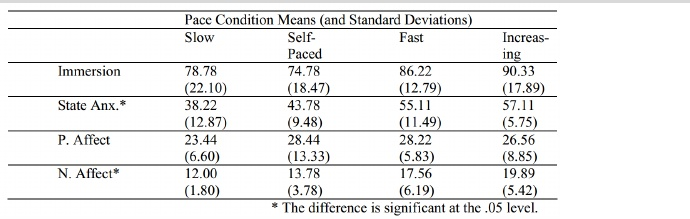 Pace Condition Means (and Standard Deviations)
Slow Self- Fast Increas-
Paced ing
Immersion 78.78 74.78 86.22 90.33
(22.10) (18.47) (12.79) (17.89)
State Anx.* 38.22 43.78 55.11 57.11
(12.87) (9.48) (11.49) (5.75)
P. Affect 23.44 28.44 28.22 26.56
(6.60) (13.33) (5.83) (8.85)
N. Affect* 12.00 13.78 17.56 19.89
(1.80) (3.78) (6.19) (5.42)
* The difference is significant at the .05 level.